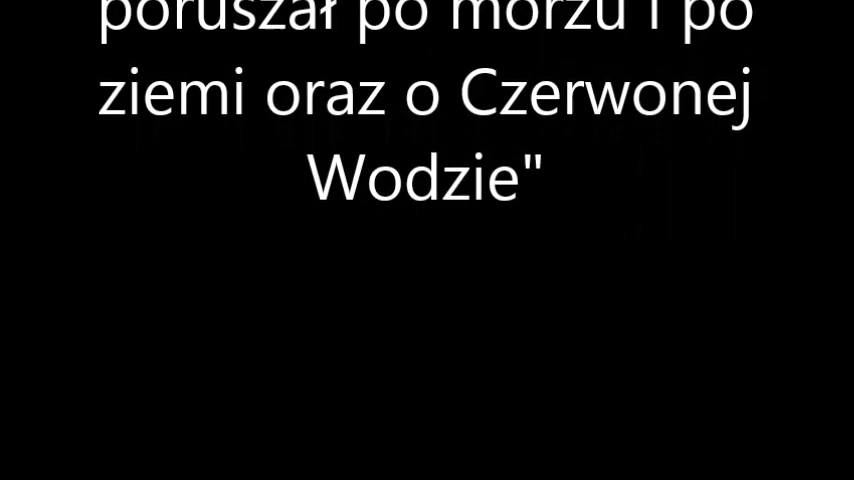 poruszał po morzu i po
ziemi oraz o Czerwonej
Wodzie"